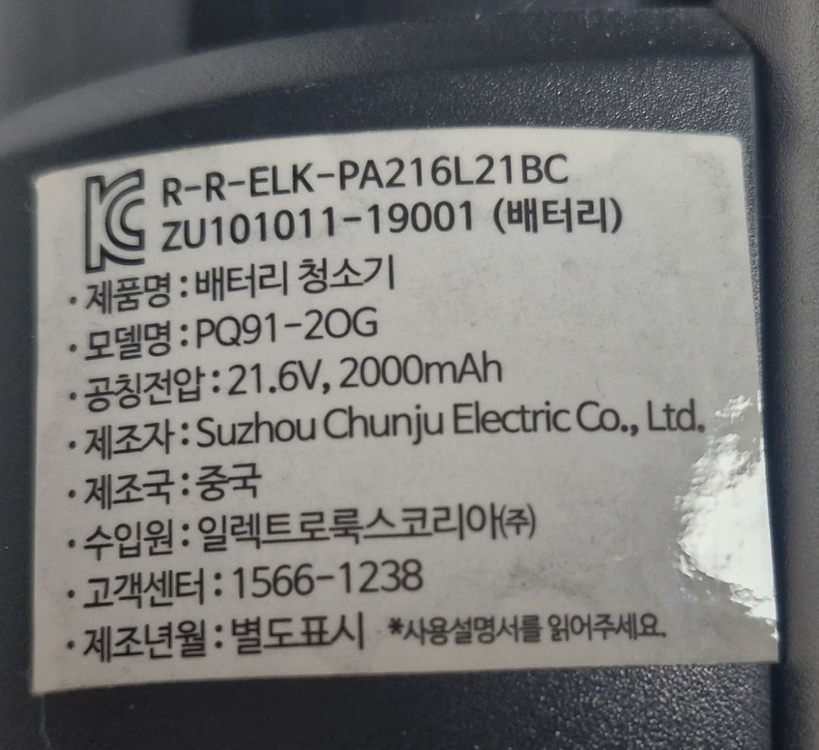 R-R-ELK-PA216L21BC
ZU101011-19001 (배터리)
·제품명:배터리 청소기
·모델명:PQ91-2OG
·공칭전압:21.6V, 2000mAh
·제조자:Suzhou Chunju Electric Co., Ltd.
·제조국:중국
·수입원:일렉트로룩스코리아㈜
·고객센터:1566-1238
·제조년월:별도표시 *사용설명서를 읽어주세요.